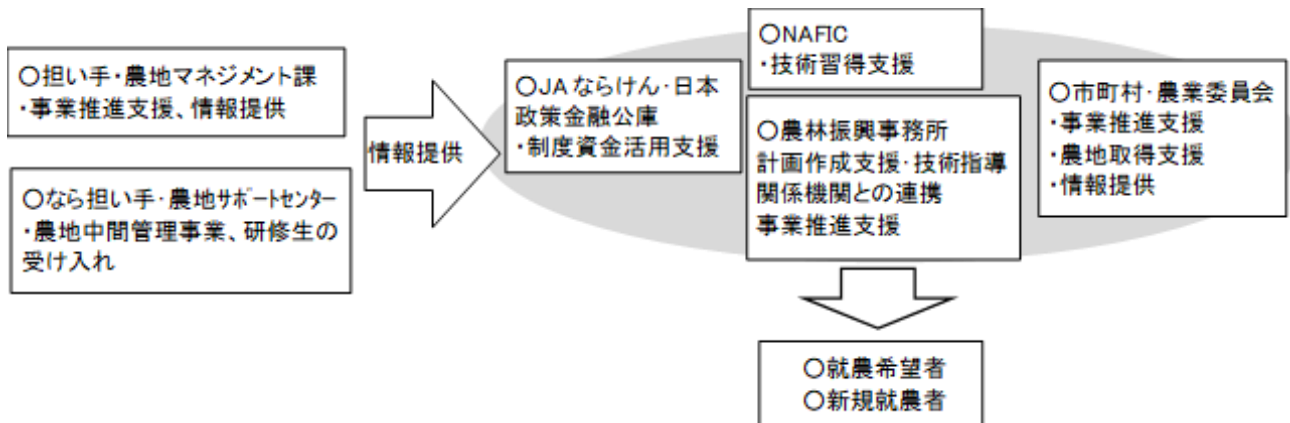 ○担い手・農地マネジメント課
・事業推進支援、情報提供
○なら担い手・農地ｻﾎﾟｰﾄｾﾝﾀｰ
・農地中間管理事業、研修生の
受け入れ
情報提供
○JAならけん・日本
政策金融公庫
・制度資金活用支援
○NAFIC
・技術習得支援
○農林振興事務所
計画作成支援・技術指導
関係機関との連携
事業推進支援
○市町村・農業委員会
・事業推進支援
・農地取得支援
・情報提供
○就農希望者
○新規就農者